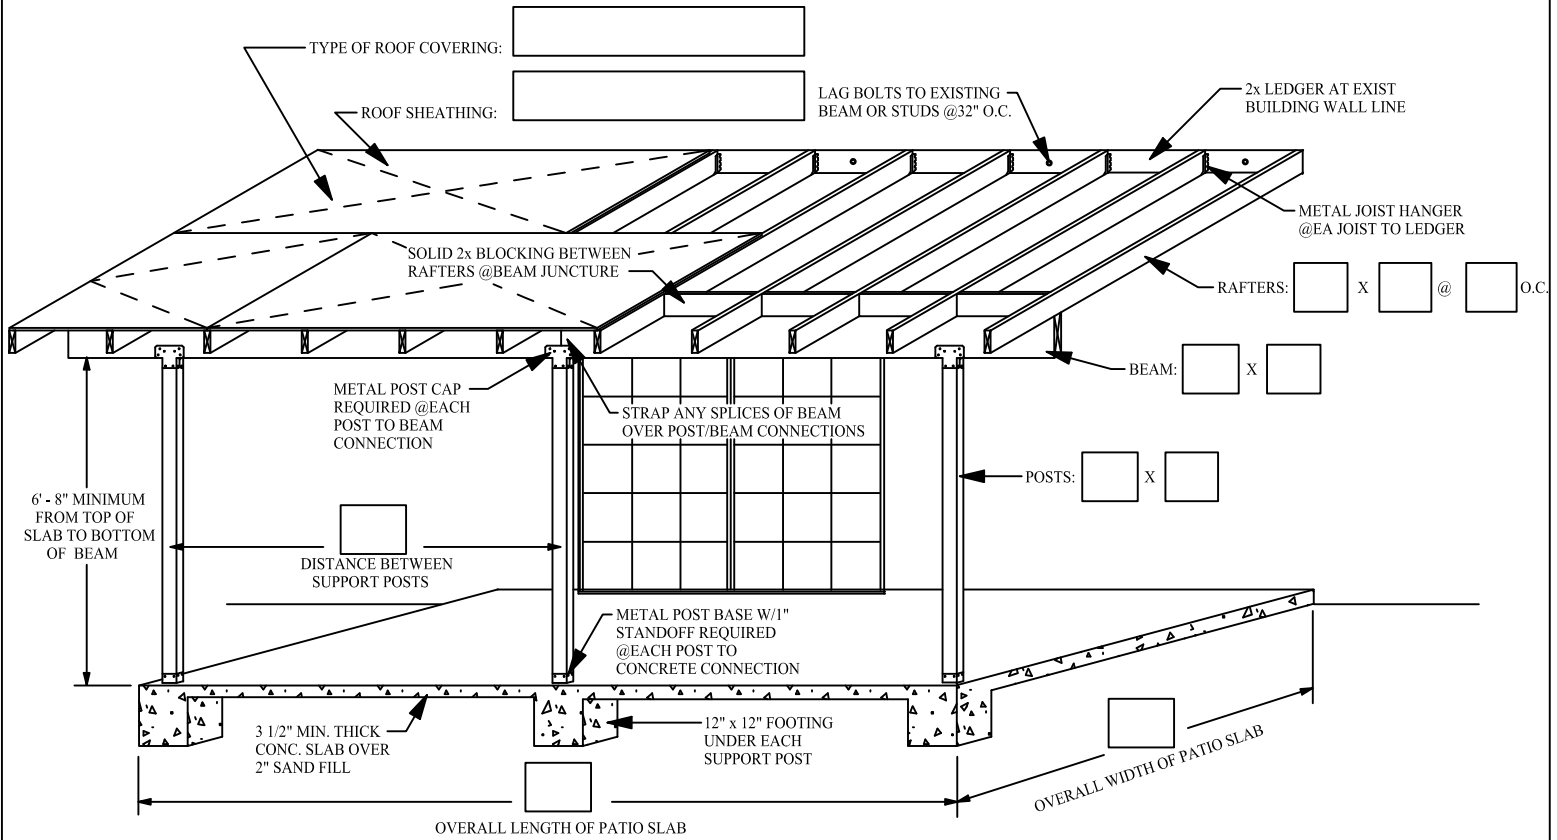 TYPE OF ROOF COVERING:
ROOF SHEATHING:
LAG BOLTS TO EXISTING
BEAM OR STUDS @32" O.C.
2x LEDGER AT EXIST
BUILDING WALL LINE
METAL JOIST HANGER
@EA JOIST TO LEDGER
SOLID 2x BLOCKING BETWEEN
RAFTERS @BEAM JUNCTURE
RAFTERS: X @ O.C.
BEAM: X
METAL POST CAP
REQUIRED @EACH
POST TO BEAM
CONNECTION
STRAP ANY SPLICES OF BEAM
OVER POST/BEAM CONNECTIONS
POSTS: X
6' - 8" MINIMUM
FROM TOP OF
SLAB TO BOTTOM
OF BEAM
DISTANCE BETWEEN
SUPPORT POSTS
METAL POST BASE W/1"
STANDOFF REQUIRED
@EACH POST TO
CONCRETE CONNECTION
3 1/2" MIN. THICK
CONC. SLAB OVER
2" SAND FILL
12" x 12" FOOTING
UNDER EACH
SUPPORT POST
OVERALL WIDTH OF PATIO SLAB
OVERALL LENGTH OF PATIO SLAB